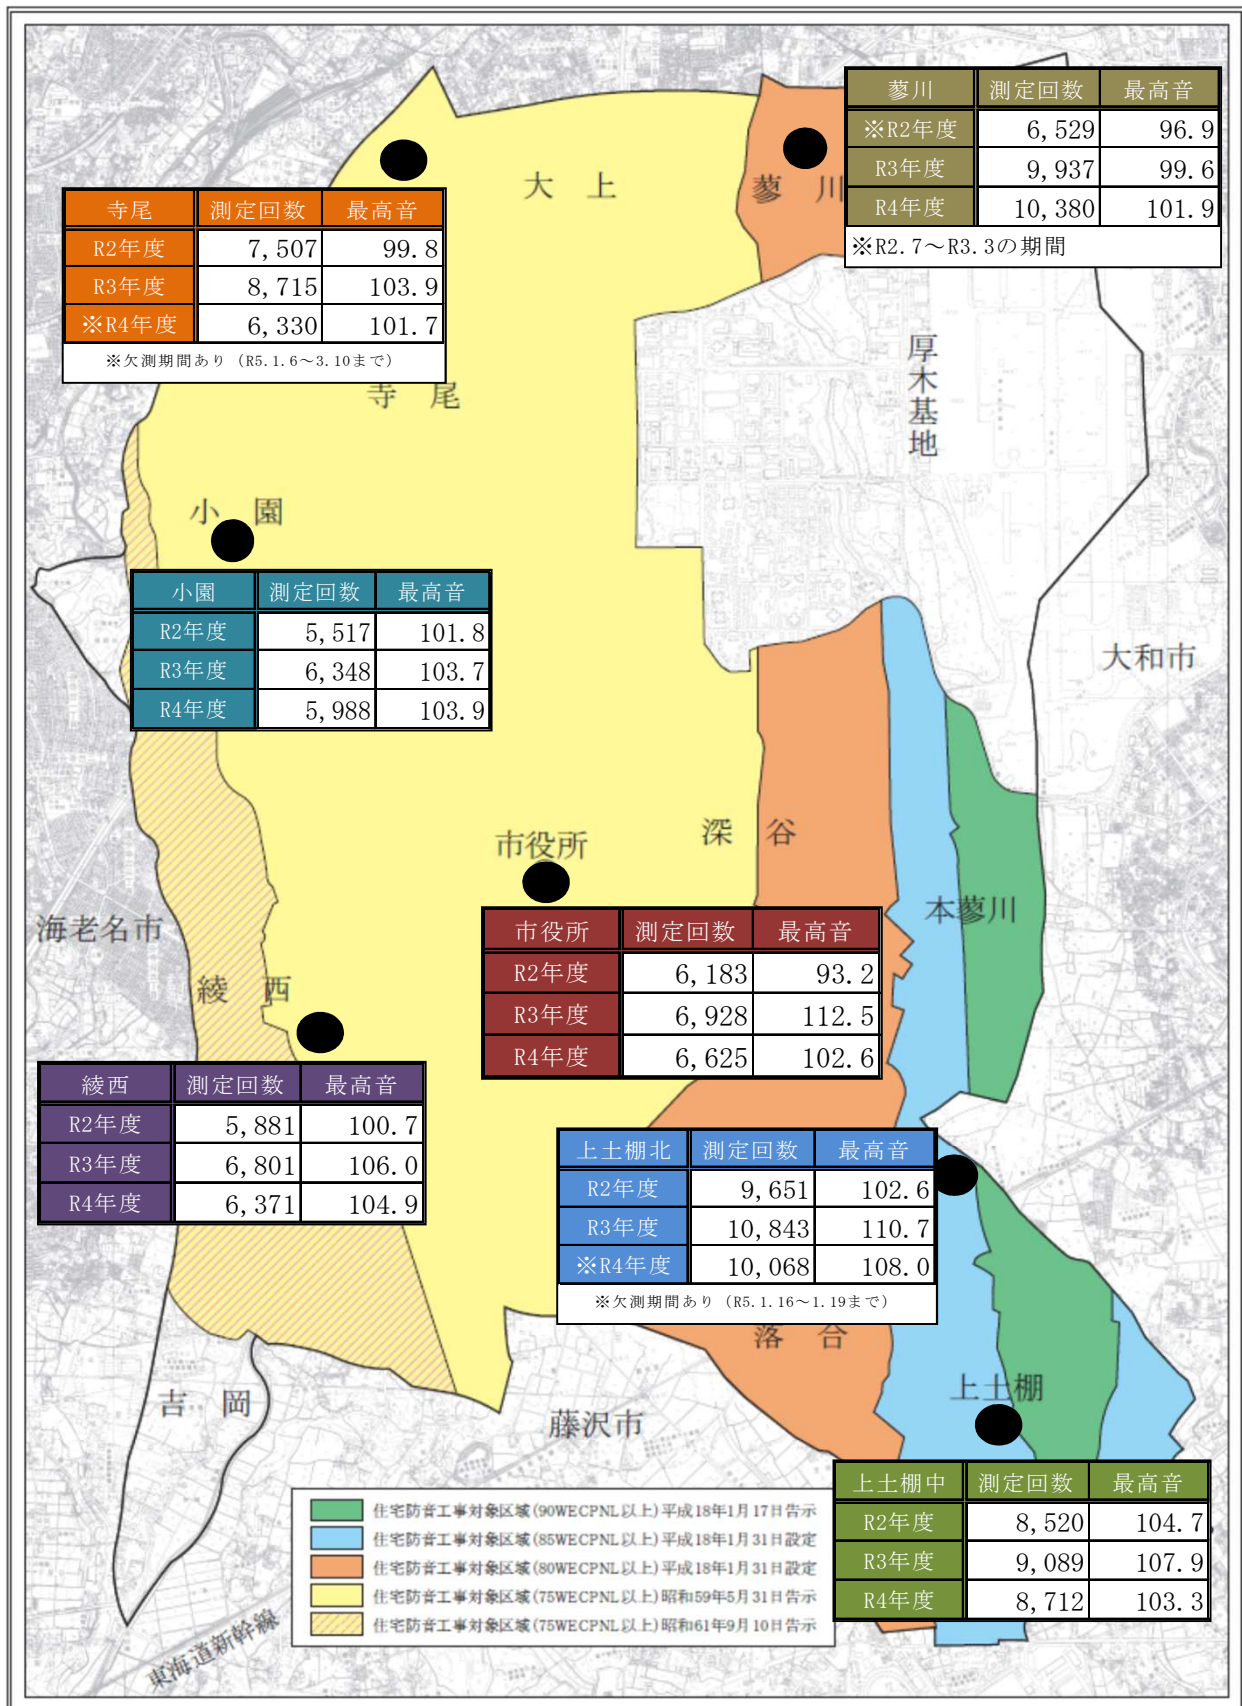 蓼川 測定回数 最高音
※R2年度 6,529 96.9
R3年度 9,937 99.6
R4年度 10,380 101.9
※R2.7～R3.3の期間
大 上
蓼 川
寺尾 測定回数 最高音
R2年度 7,507 99.8
R3年度 8,715 103.9
※R4年度 6,330 101.7
※欠測期間あり（R5.1.6～3.10まで）
寺 尾
厚木基地
小 園
小園 測定回数 最高音
R2年度 5,517 101.8
R3年度 6,348 103.7
R4年度 5,988 103.9
大和市
深 谷
市役所
本蓼川
海老名市
市役所 測定回数 最高音
R2年度 6,183 93.2
R3年度 6,928 112.5
R4年度 6,625 102.6
綾 西
綾西 測定回数 最高音
R2年度 5,881 100.7
R3年度 6,801 106.0
R4年度 6,371 104.9
上土棚北 測定回数 最高音
R2年度 9,651 102.6
R3年度 10,843 110.7
※R4年度 10,068 108.0
※欠測期間あり（R5.1.16～1.19まで）
落 合
上土棚
吉 岡
藤沢市
上土棚中 測定回数 最高音
R2年度 8,520 104.7
R3年度 9,089 107.9
R4年度 8,712 103.3
住宅防音工事対象区域(90WECPNL以上)平成18年1月17日告示
住宅防音工事対象区域(85WECPNL以上)平成18年1月31日設定
住宅防音工事対象区域(80WECPNL以上)平成18年1月31日設定
住宅防音工事対象区域(75WECPNL以上)昭和59年5月31日告示
住宅防音工事対象区域(75WECPNL以上)昭和61年9月10日告示
東海道新幹線